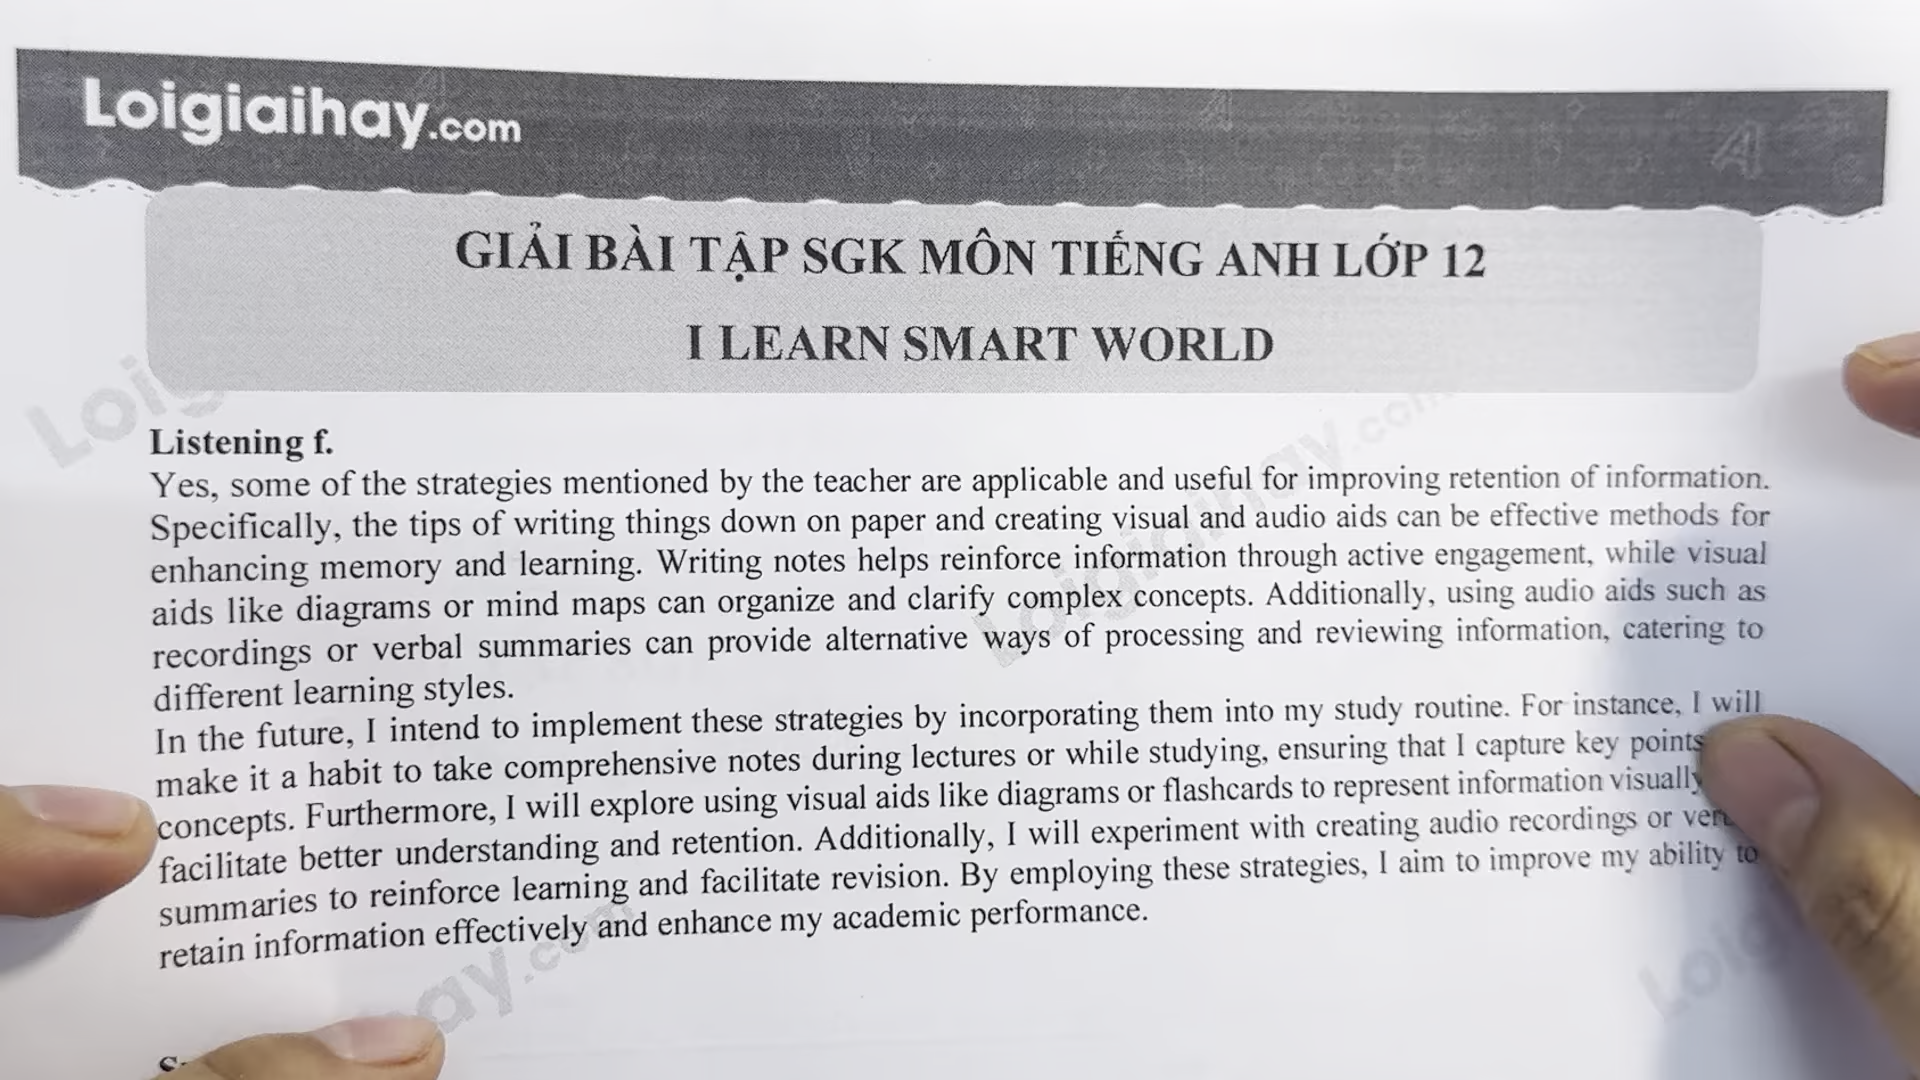 Loigiaihay.com
GIẢI BÀI TẬP SGK MÔN TIẾNG ANH LỚP 12
I LEARN SMART WORLD
Listening f.
Yes, some of the strategies mentioned by the teacher are applicable and useful for improving retention of information.
Specifically, the tips of writing things down on paper and creating visual and audio aids can be effective methods for
enhancing memory and learning. Writing notes helps reinforce information through active engagement, while visual
aids like diagrams or mind maps can organize and clarify complex concepts. Additionally, using audio aids such as
recordings or verbal summaries can provide alternative ways of processing and reviewing information, catering to
different learning styles.
In the future, I intend to implement these strategies by incorporating them into my study routine. For instance, I will
make it a habit to take comprehensive notes during lectures or while studying, ensuring that I capture key points
concepts. Furthermore, I will explore using visual aids like diagrams or flashcards to represent information visually
facilitate better understanding and retention. Additionally, I will experiment with creating audio recordings or
summaries to reinforce learning and facilitate revision. By employing these strategies, I aim to improve my ability to
retain information effectively and enhance my academic performance.